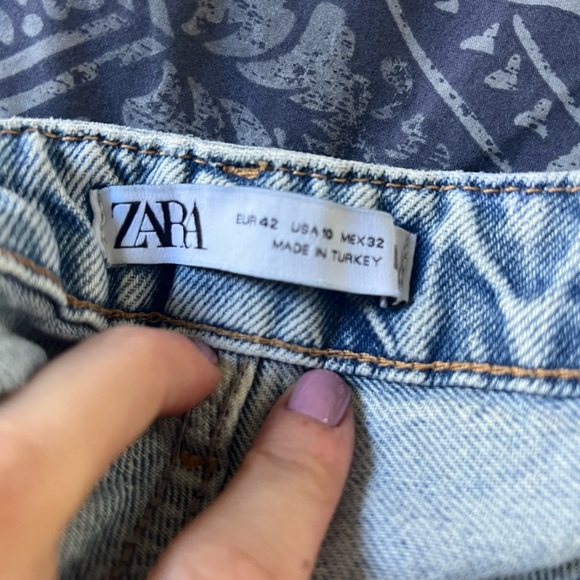 ZARA
EUR 42 USA 10 MEX 32
MADE IN TURKEY